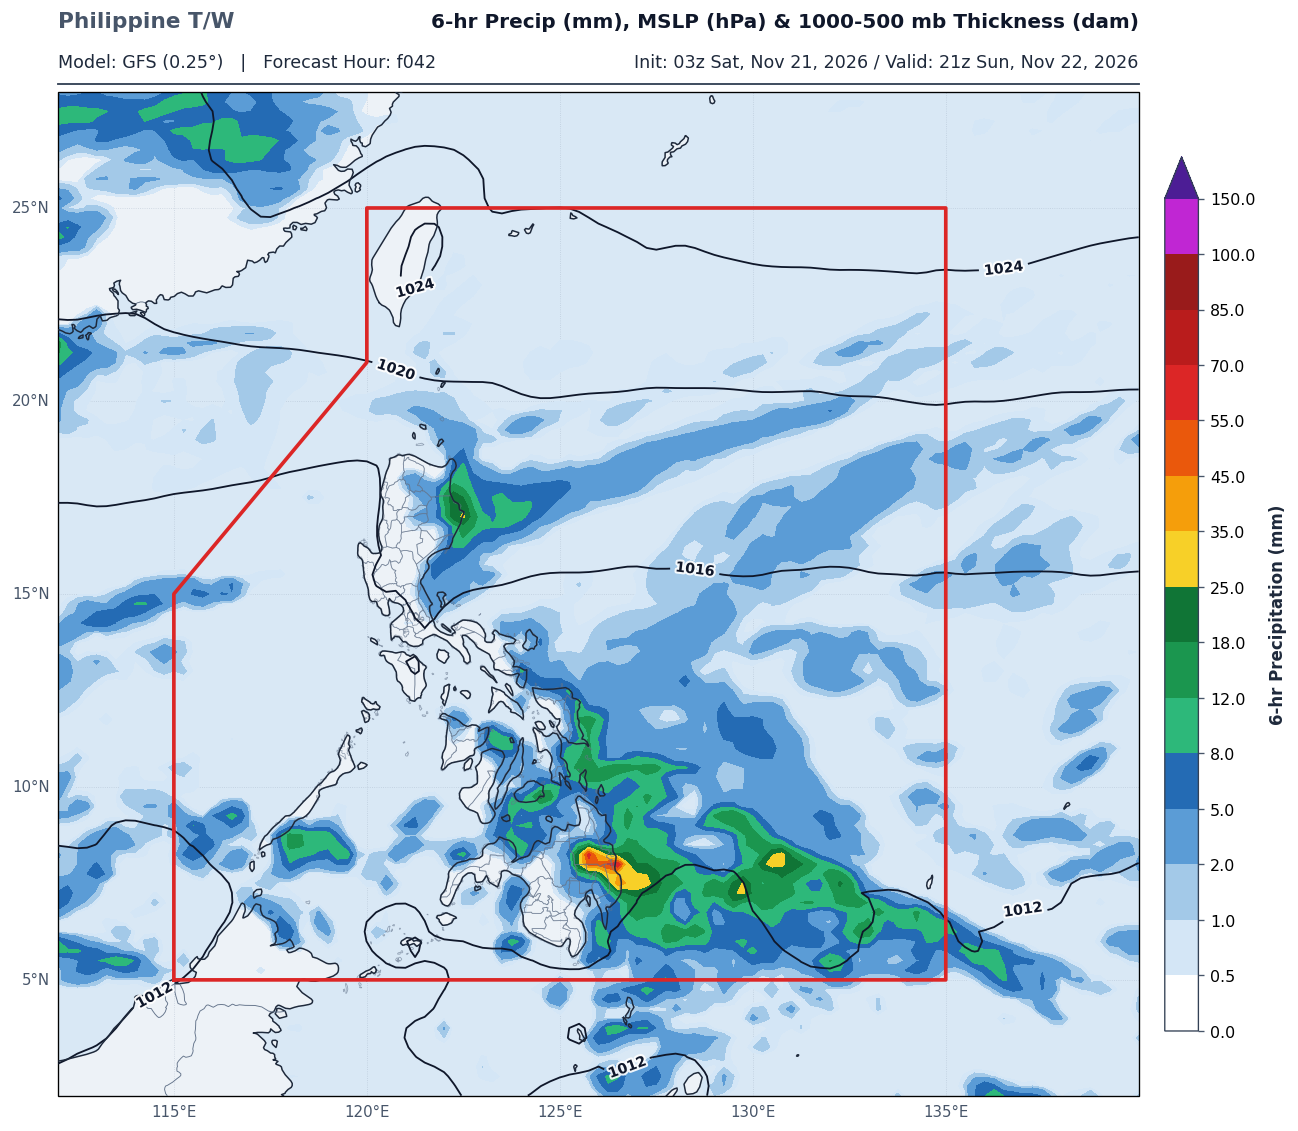 Philippine T/W
6-hr Precip (mm), MSLP (hPa) & 1000-500 mb Thickness (dam)
Model: GFS (0.25°) | Forecast Hour: f042
Init: 03z Sat, Nov 21, 2026 / Valid: 21z Sun, Nov 22, 2026
25°N
20°N
15°N
10°N
5°N
115°E
120°E
125°E
130°E
135°E
1024
1024
1020
1016
1012
1012
1012
150.0
100.0
85.0
70.0
55.0
45.0
35.0
25.0
18.0
12.0
8.0
5.0
2.0
1.0
0.5
0.0
6-hr Precipitation (mm)